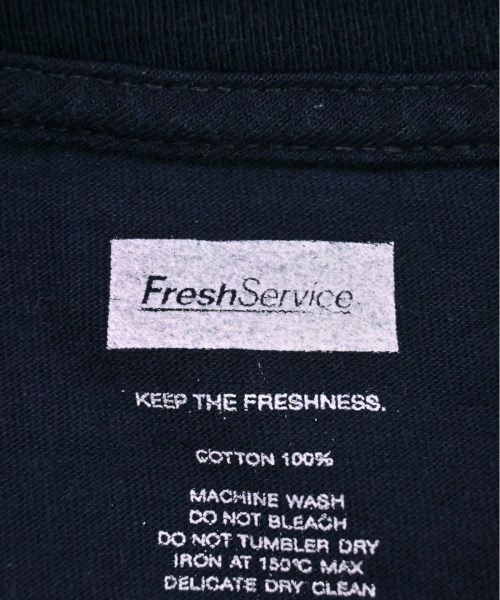 FreshService
KEEP THE FRESHNESS.
COTTON 100%
MACHINE WASH
DO NOT BLEACH
DO NOT TUMBLER DRY
IRON AT 150°C MAX
DELICATE DRY CLEAN